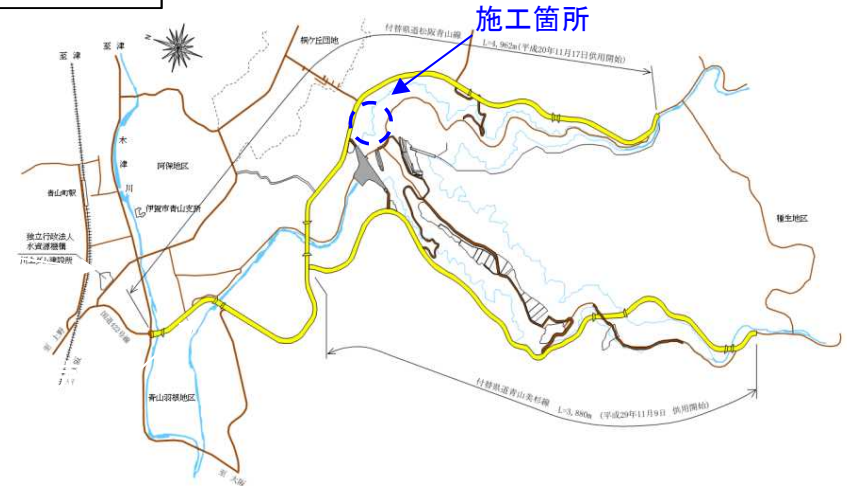 施工箇所
付替県道松阪青山線
L=4,962m(平成20年11月17日供用開始)
桐ケ丘団地
至 津
至 津
N
木津川
阿保地区
青山町駅
伊賀市青山支所
独立行政法人
水資源機構
種生地区
至 上野
国道422号線
青山羽根地区
至 大阪
付替県道青山美杉線
L=3,880m (平成29年11月9日 供用開始)